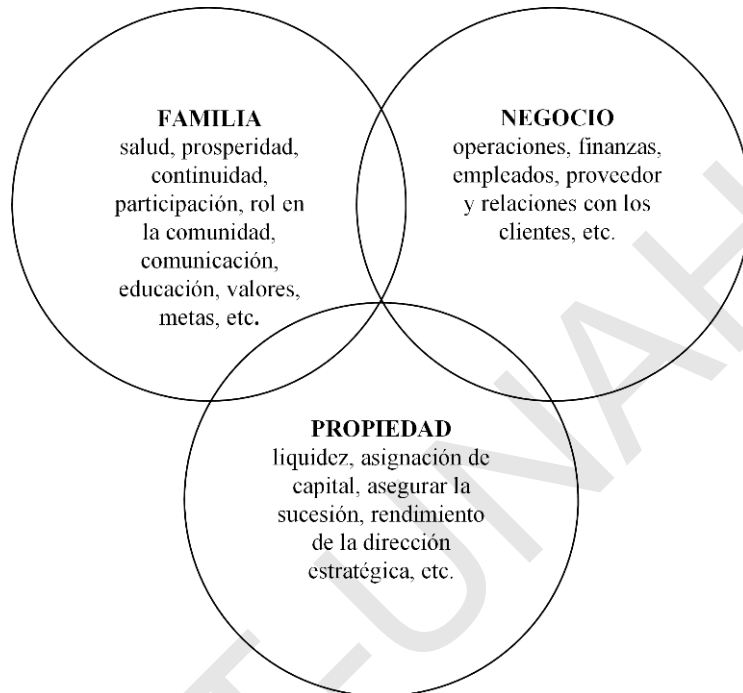 FAMILIA
salud, prosperidad,
continuidad,
participación, rol en
la comunidad,
comunicación,
educación, valores,
metas, etc.
NEGOCIO
operaciones, finanzas,
empleados, proveedor
y relaciones con los
clientes, etc.
PROPIEDAD
liquidez, asignación de
capital, asegurar la
sucesión, rendimiento
de la dirección
estratégica, etc.
T-UNAH